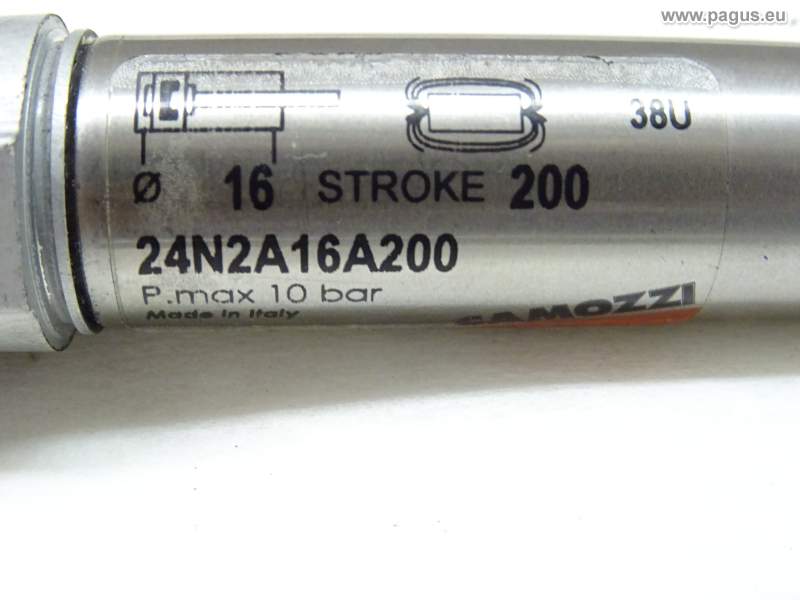 www.pagus.eu
38U
Ø 16 STROKE 200
24N2A16A200
P.max 10 bar
Made in Italy
CAMOZZI